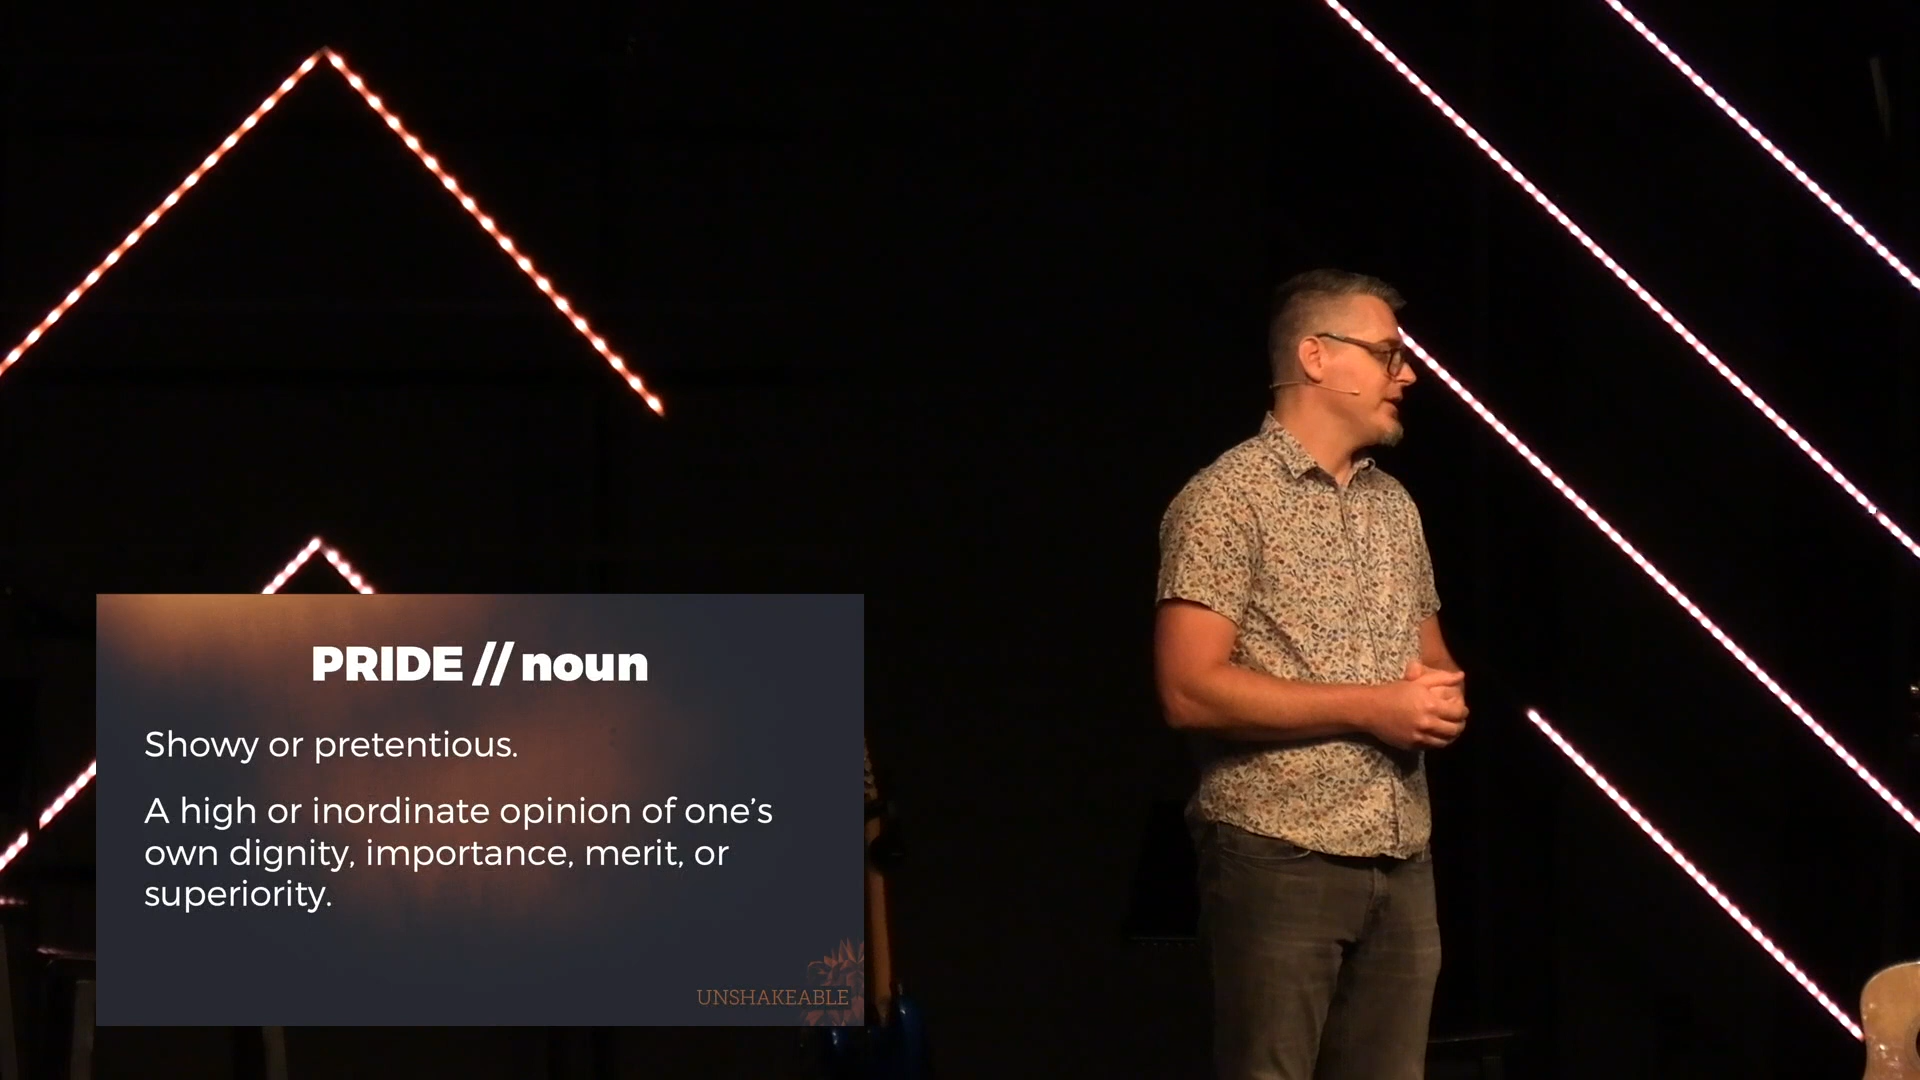 PRIDE // noun
Showy or pretentious.
A high or inordinate opinion of one’s
own dignity, importance, merit, or
superiority.
UNSHAKEABLE